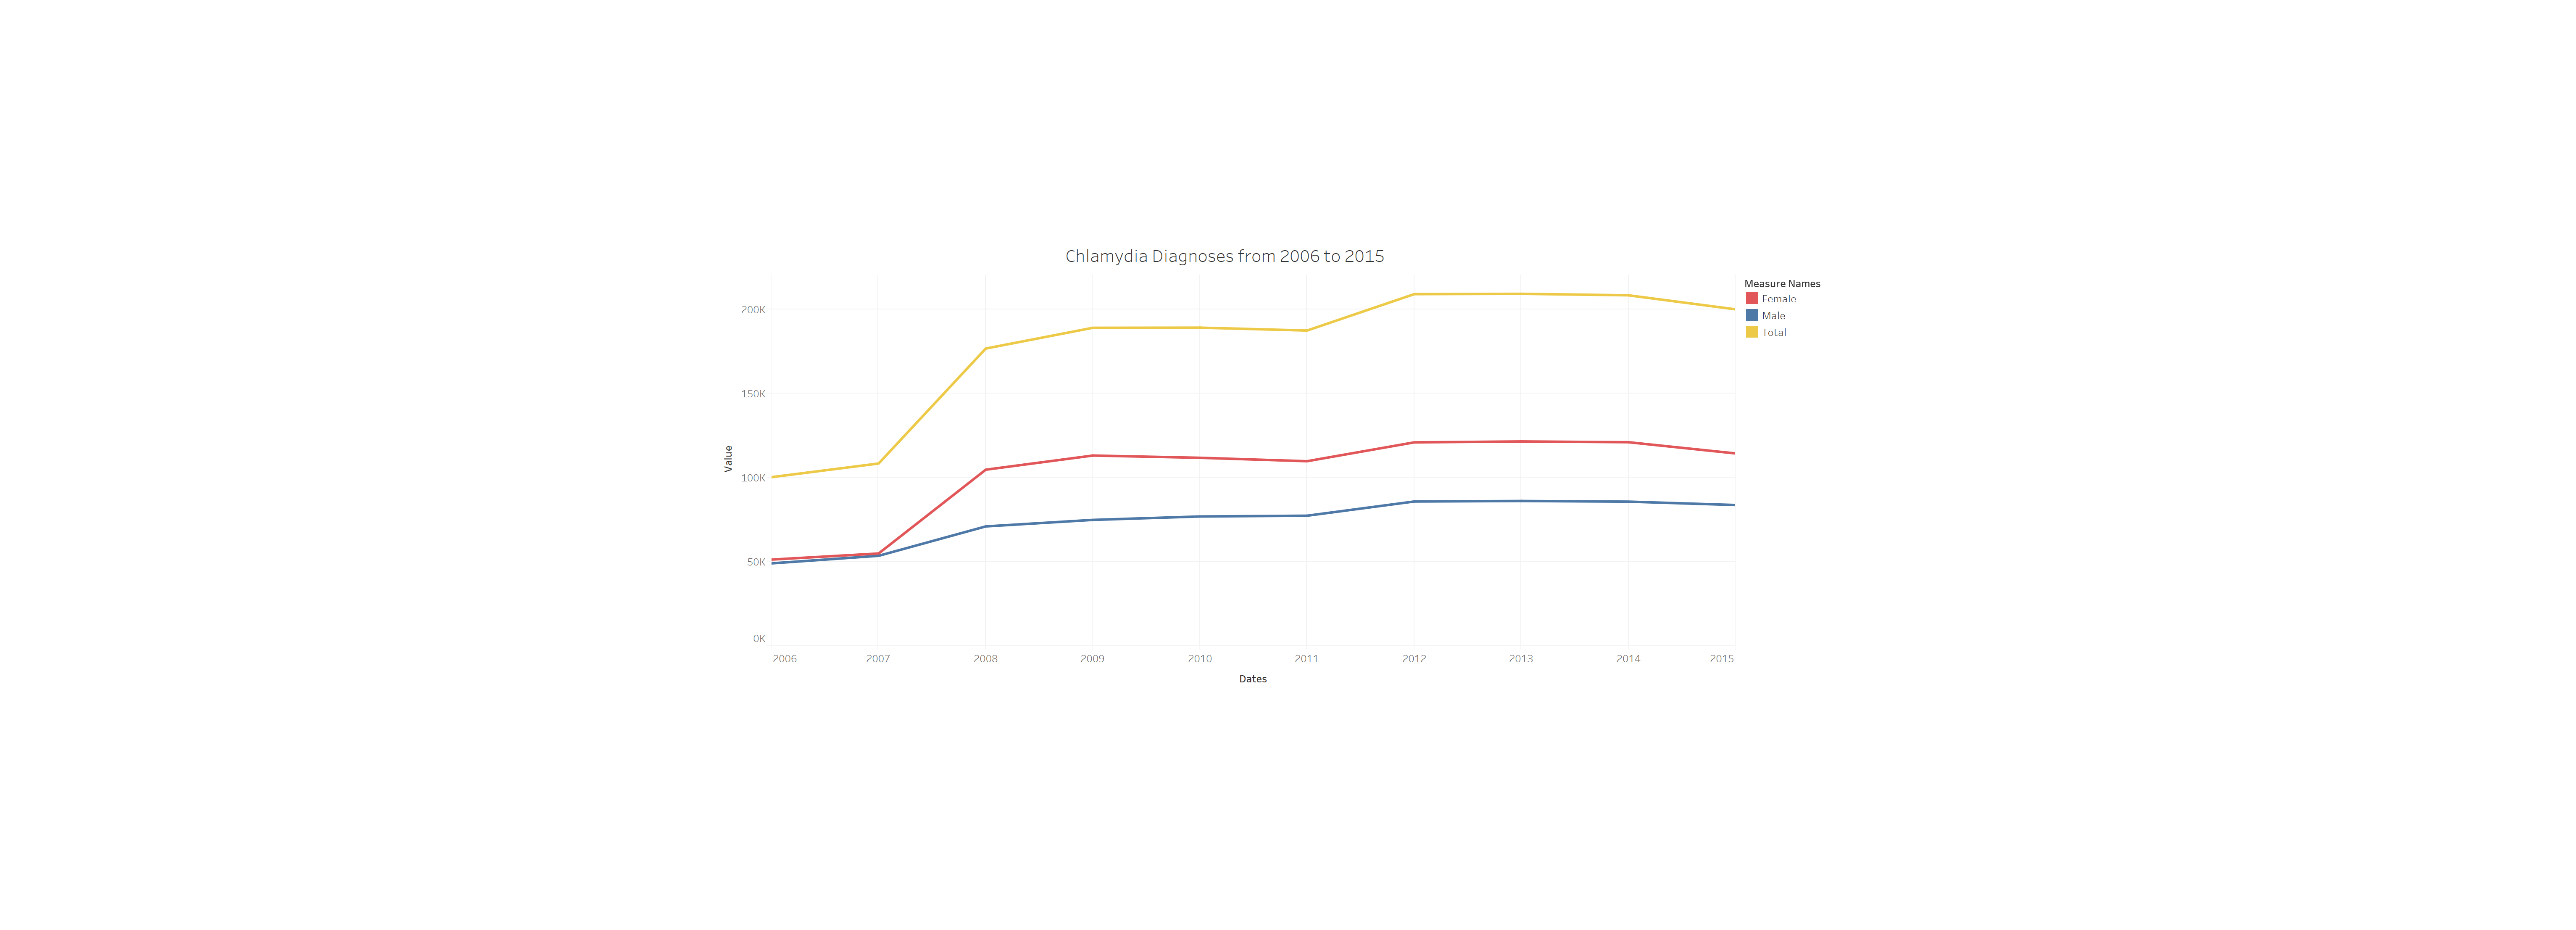 Chlamydia Diagnoses from 2006 to 2015
Measure Names
Female
Male
Total
Value
200K
150K
100K
50K
0K
2006 2007 2008 2009 2010 2011 2012 2013 2014 2015
Dates